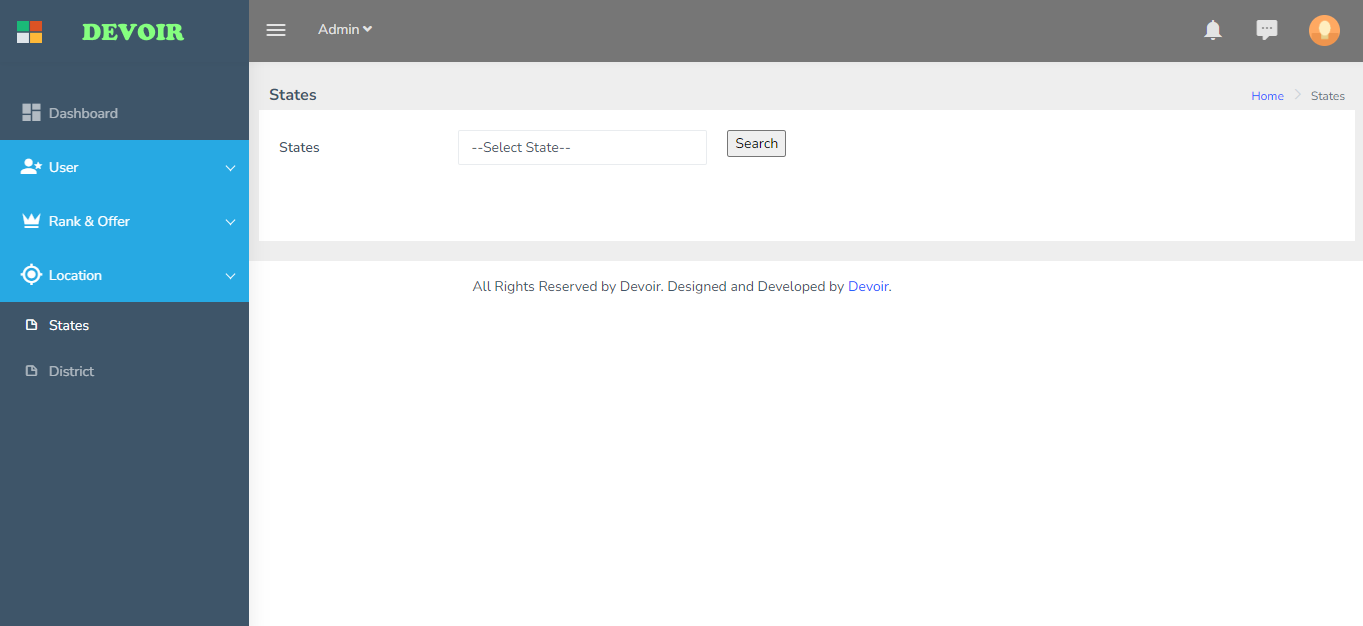 DEVOIR
Admin
Dashboard
User
Rank & Offer
Location
States
District
States
Home
States
States
--Select State--
Search
All Rights Reserved by Devoir. Designed and Developed by Devoir.